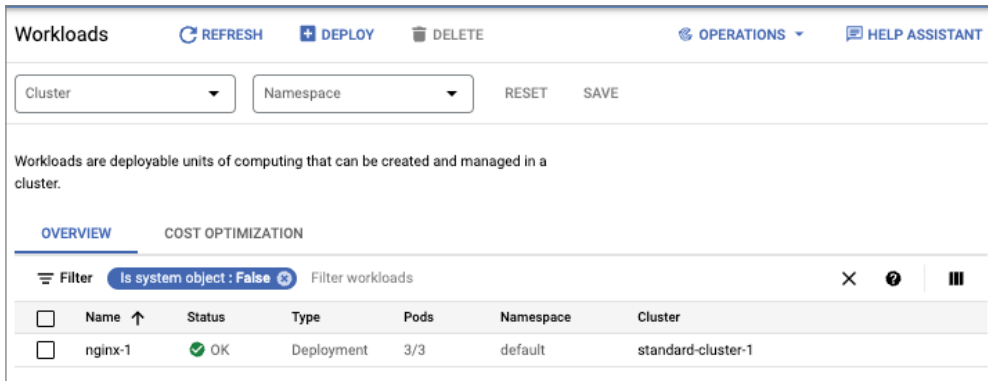 Workloads REFRESH DEPLOY DELETE OPERATIONS HELP ASSISTANT
Cluster Namespace RESET SAVE
Workloads are deployable units of computing that can be created and managed in a
cluster.
OVERVIEW COST OPTIMIZATION
Filter Is system object : False Filter workloads
Name Status Type Pods Namespace Cluster
nginx-1 OK Deployment 3/3 default standard-cluster-1